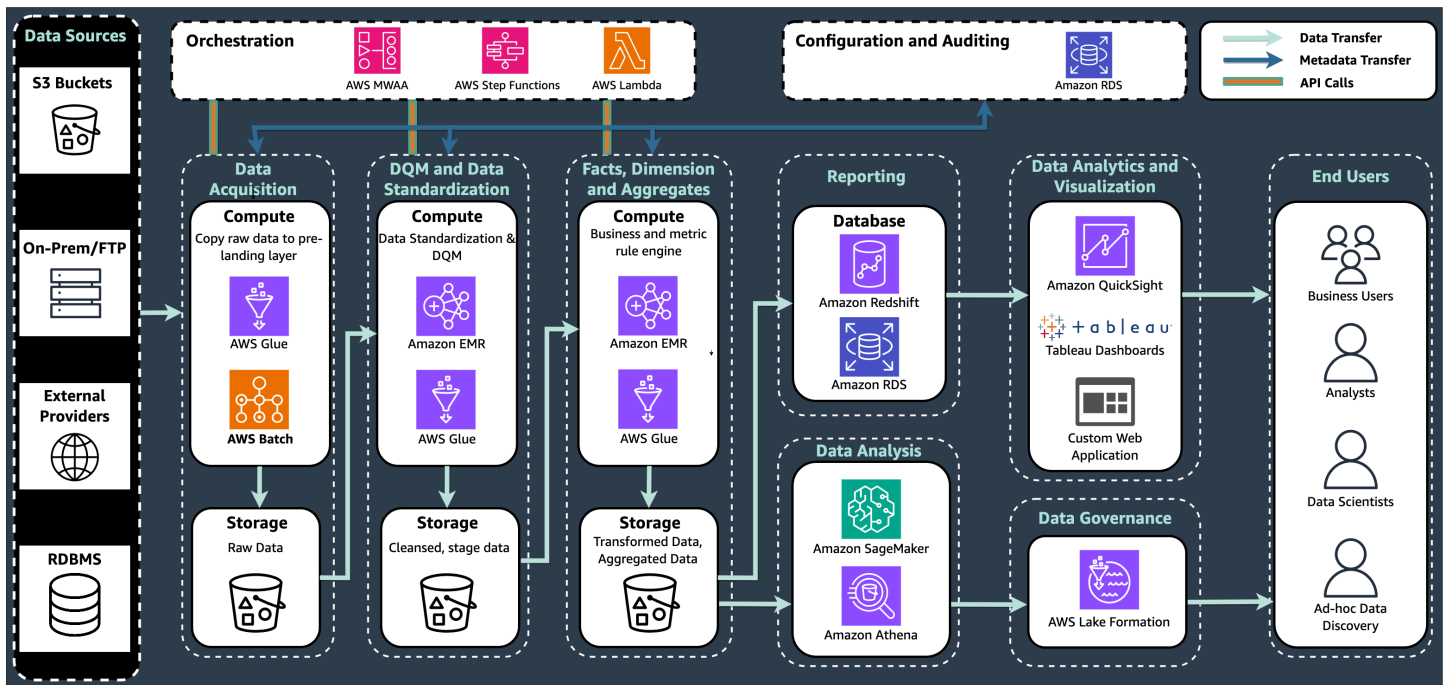 Data Sources
S3 Buckets
On-Prem/FTP
External
Providers
RDBMS
Orchestration
AWS MWAA
AWS Step Functions
AWS Lambda
Configuration and Auditing
Amazon RDS
Data Transfer
Metadata Transfer
API Calls
Data
Acquisition
Compute
Copy raw data to pre-
landing layer
AWS Glue
AWS Batch
Storage
Raw Data
DQM and Data
Standardization
Compute
Data Standardization &
DQM
Amazon EMR
AWS Glue
Storage
Cleansed, stage data
Facts, Dimension
and Aggregates
Compute
Business and metric
rule engine
Amazon EMR
AWS Glue
Storage
Transformed Data,
Aggregated Data
Reporting
Database
Amazon Redshift
Amazon RDS
Data Analysis
Amazon SageMaker
Amazon Athena
Data Analytics and
Visualization
Amazon QuickSight
+ableau
Tableau Dashboards
Custom Web
Application
Data Governance
AWS Lake Formation
End Users
Business Users
Analysts
Data Scientists
Ad-hoc Data
Discovery